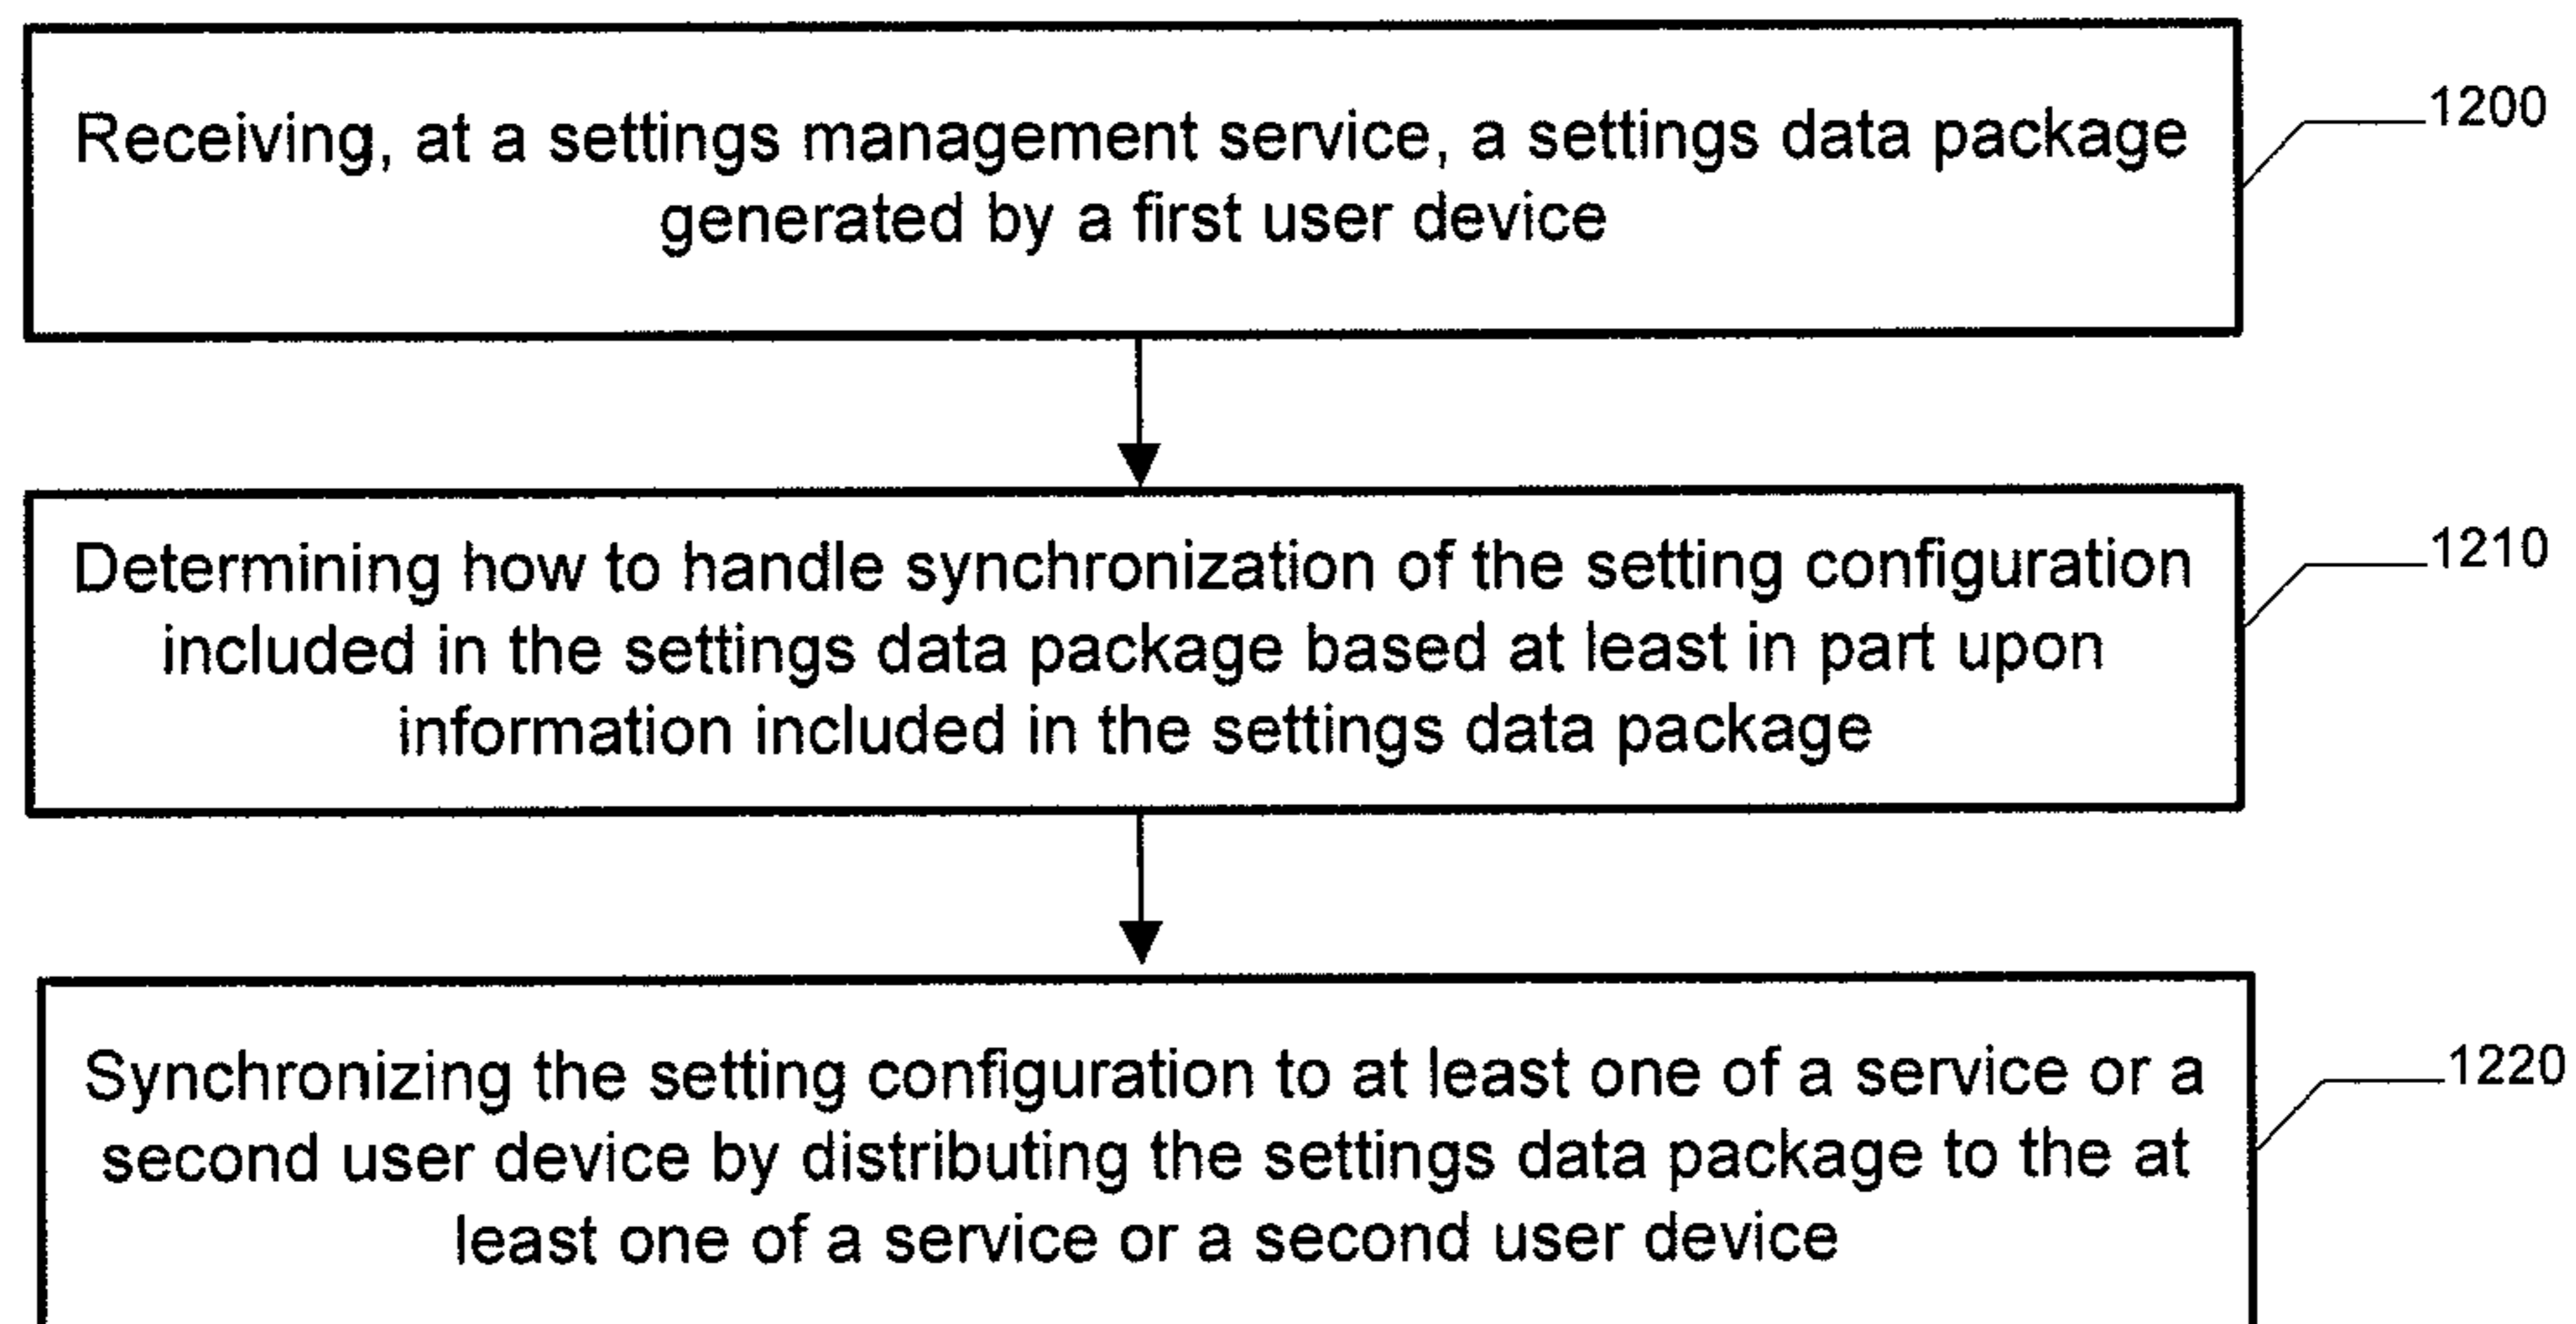 Receiving, at a settings management service, a settings data package
generated by a first user device
1200
Determining how to handle synchronization of the setting configuration
included in the settings data package based at least in part upon
information included in the settings data package
1210
Synchronizing the setting configuration to at least one of a service or a
second user device by distributing the settings data package to the at
least one of a service or a second user device
1220